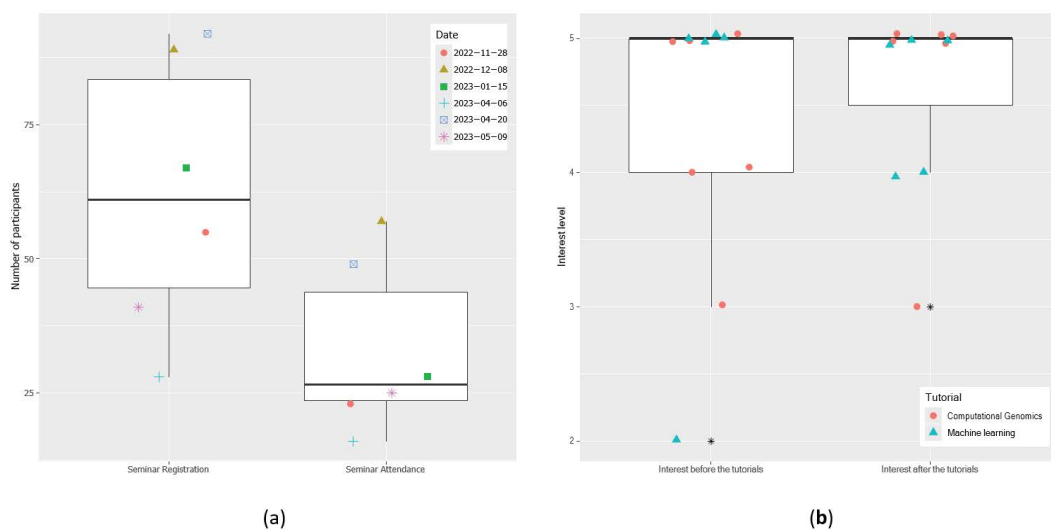 Number of participants
75
50
25
Seminar Registration
Seminar Attendance
Date
2022−11−28
2022−12−08
2023−01−15
2023−04−06
2023−04−20
2023−05−09
(a)
Interest level
5
4
3
2
Interest before the tutorials
Interest after the tutorials
Tutorial
Computational Genomics
Machine learning
(b)